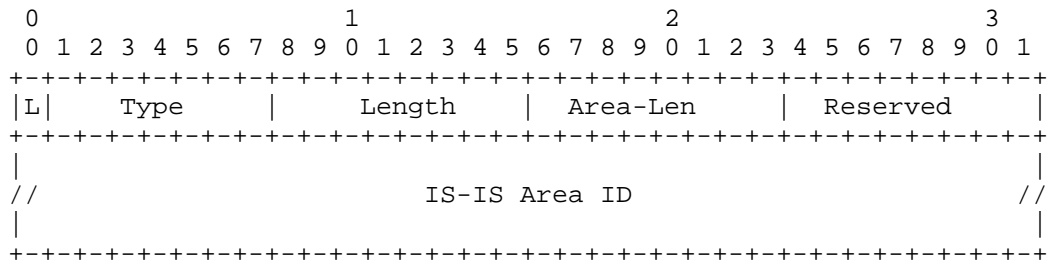 0                   1                   2                   3
 0 1 2 3 4 5 6 7 8 9 0 1 2 3 4 5 6 7 8 9 0 1 2 3 4 5 6 7 8 9 0 1
+-+-+-+-+-+-+-+-+-+-+-+-+-+-+-+-+-+-+-+-+-+-+-+-+-+-+-+-+-+-+-+-+
|L|    Type     |     Length    |  Area-Len     |  Reserved     |
+-+-+-+-+-+-+-+-+-+-+-+-+-+-+-+-+-+-+-+-+-+-+-+-+-+-+-+-+-+-+-+-+
|                                                               |
//                        IS-IS Area ID                        //
|                                                               |
+-+-+-+-+-+-+-+-+-+-+-+-+-+-+-+-+-+-+-+-+-+-+-+-+-+-+-+-+-+-+-+-+